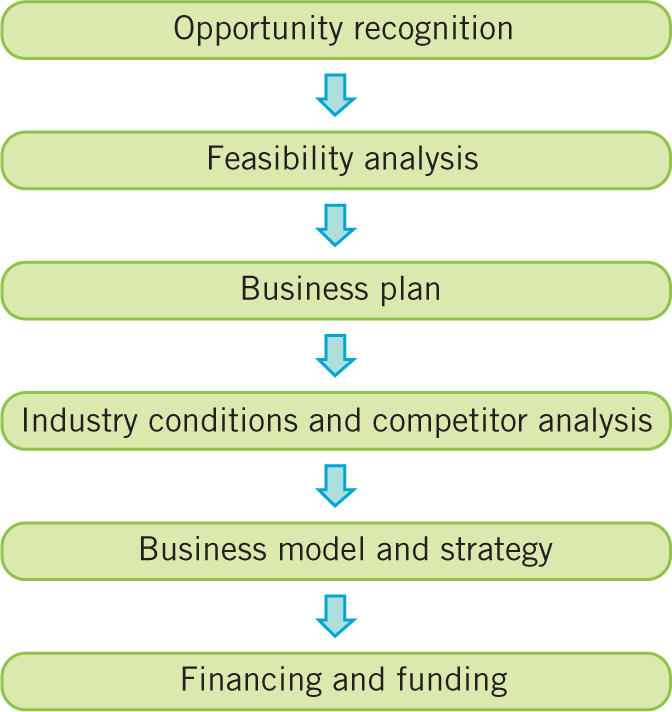 Opportunity recognition
Feasibility analysis
Business plan
Industry conditions and competitor analysis
Business model and strategy
Financing and funding